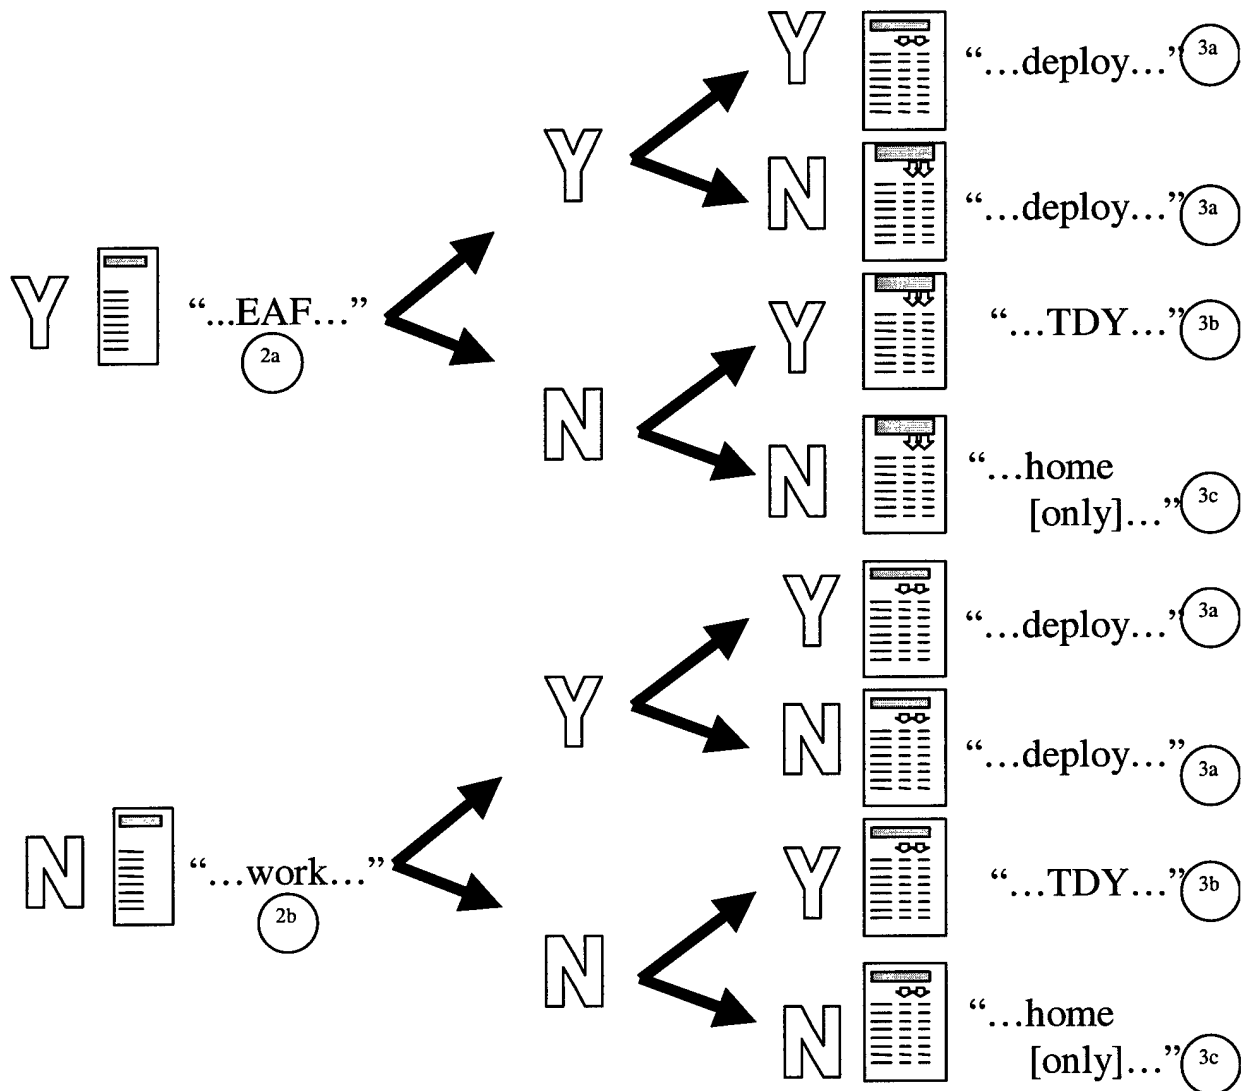 Y “…deploy…” 3a
Y
N “…deploy…” 3a
Y “...EAF…” 2a
Y “…TDY…” 3b
N
N “…home
[only]…” 3c
Y “…deploy…” 3a
Y
N “…deploy…” 3a
N “…work…” 2b
Y “…TDY…” 3b
N
N “…home
[only]…” 3c